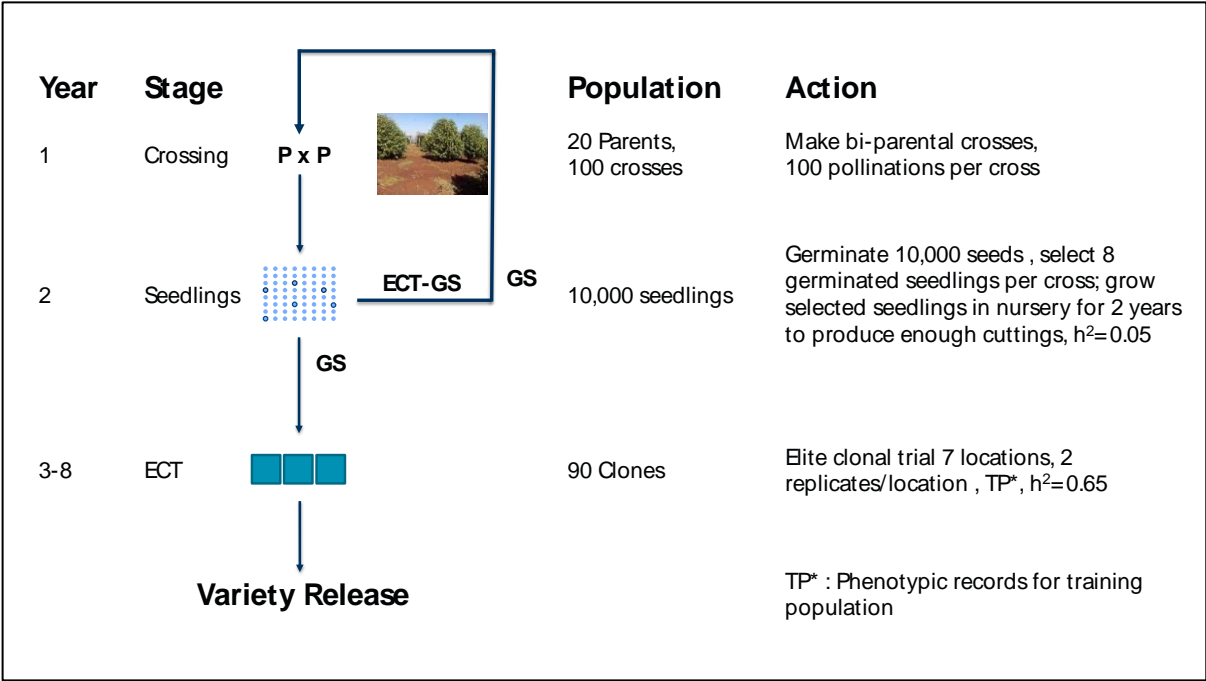 Year Stage Population Action
1 Crossing P x P 20 Parents,
100 crosses
Make bi-parental crosses,
100 pollinations per cross
2 Seedlings ECT-GS GS 10,000 seedlings
Germinate 10,000 seeds , select 8
germinated seedlings per cross; grow
selected seedlings in nursery for 2 years
to produce enough cuttings, h²=0.05
GS
3-8 ECT 90 Clones
Elite clonal trial 7 locations, 2
replicates/location , TP*, h²=0.65
Variety Release
TP* : Phenotypic records for training
population